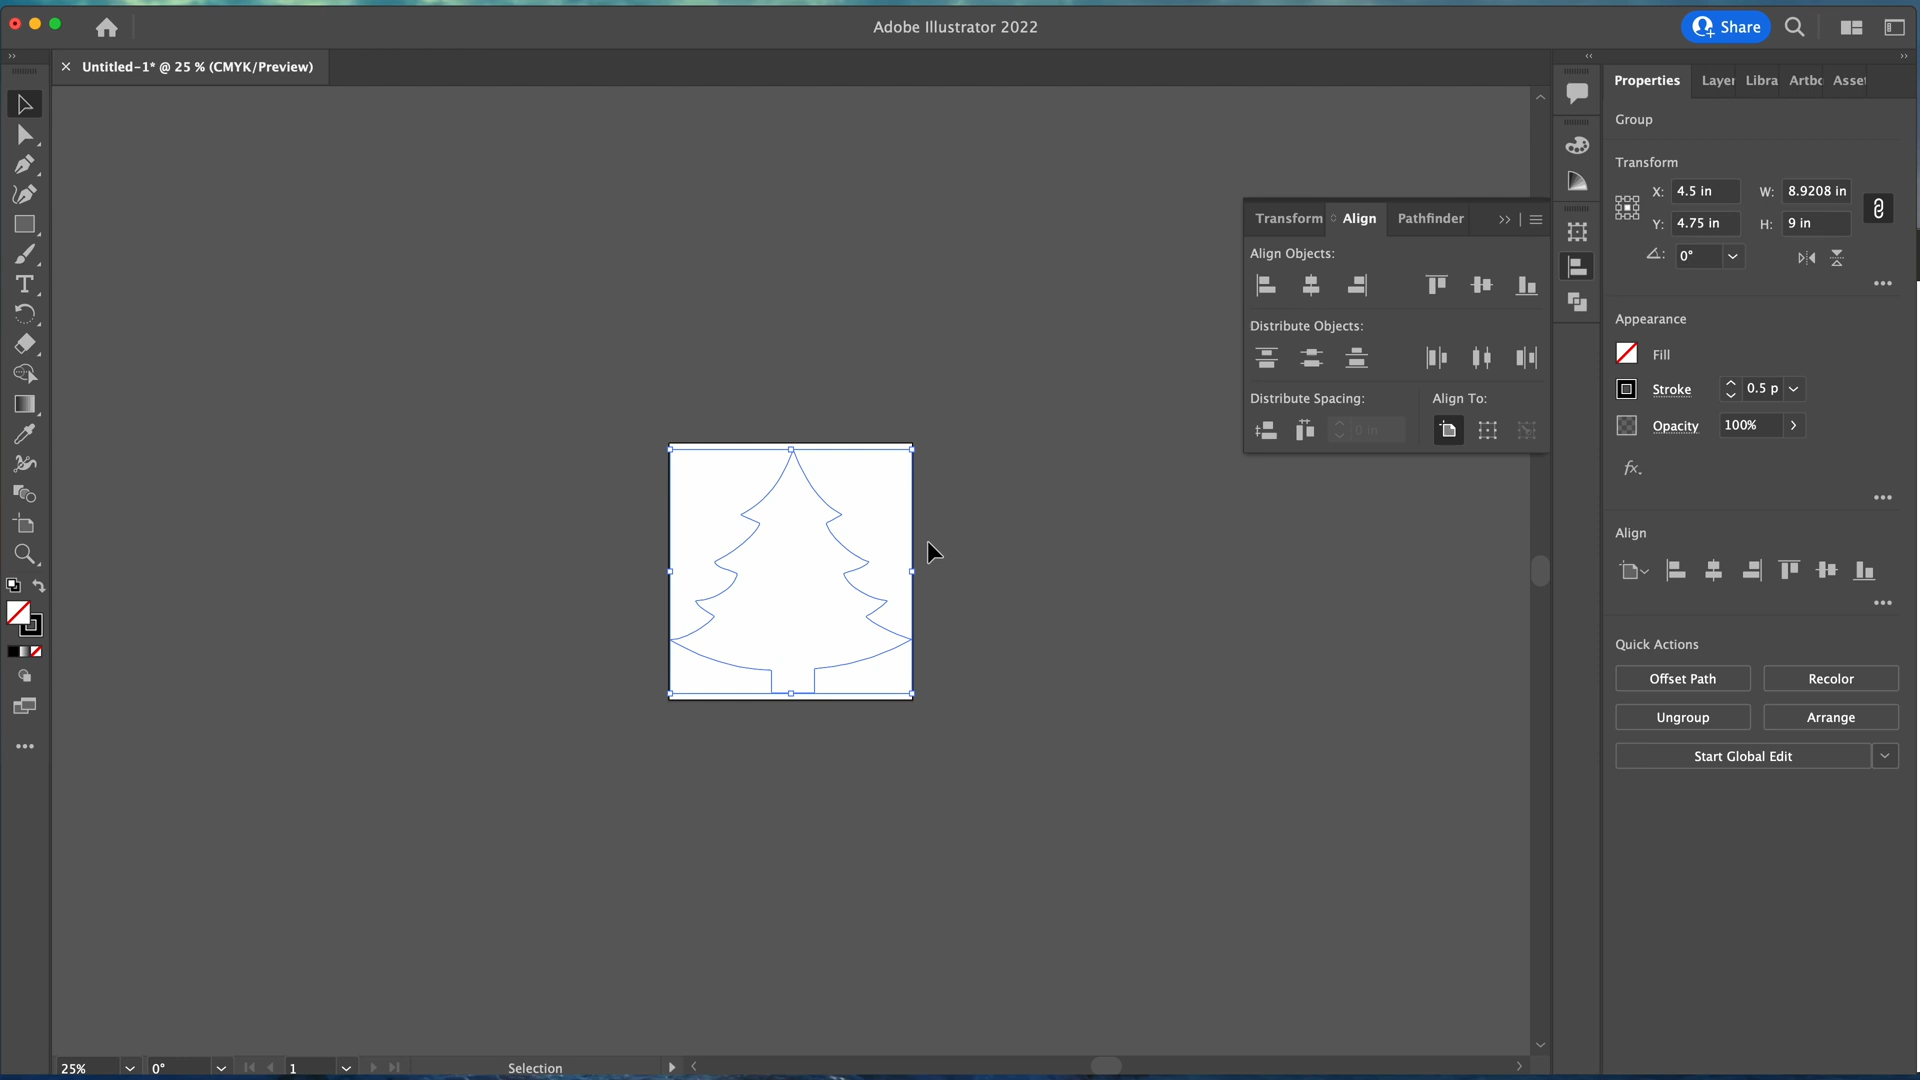 Adobe Illustrator 2022
Share
× Untitled-1* @ 25 % (CMYK/Preview)
Properties Layer Libra Artbo Asset
Group
Transform
X: 4.5 in W: 8.9208 in
Y: 4.75 in H: 9 in
0°
Transform Align Pathfinder
Align Objects:
Distribute Objects:
Distribute Spacing: Align To:
0 in
Appearance
Fill
Stroke 0.5 p
Opacity 100%
fx.
Align
Quick Actions
Offset Path Recolor
Ungroup Arrange
Start Global Edit
25% 0° 1 Selection